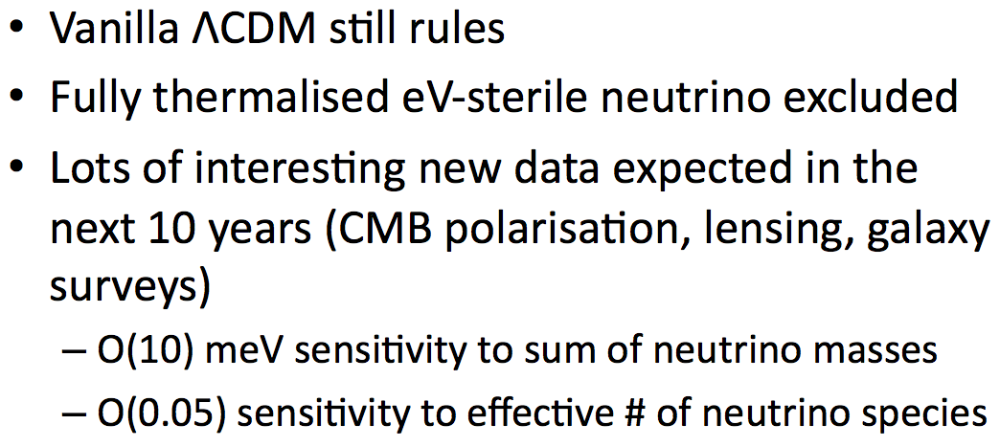 • Vanilla ΛCDM still rules
• Fully thermalised eV-sterile neutrino excluded
• Lots of interesting new data expected in the
next 10 years (CMB polarisation, lensing, galaxy
surveys)
– O(10) meV sensitivity to sum of neutrino masses
– O(0.05) sensitivity to effective # of neutrino species